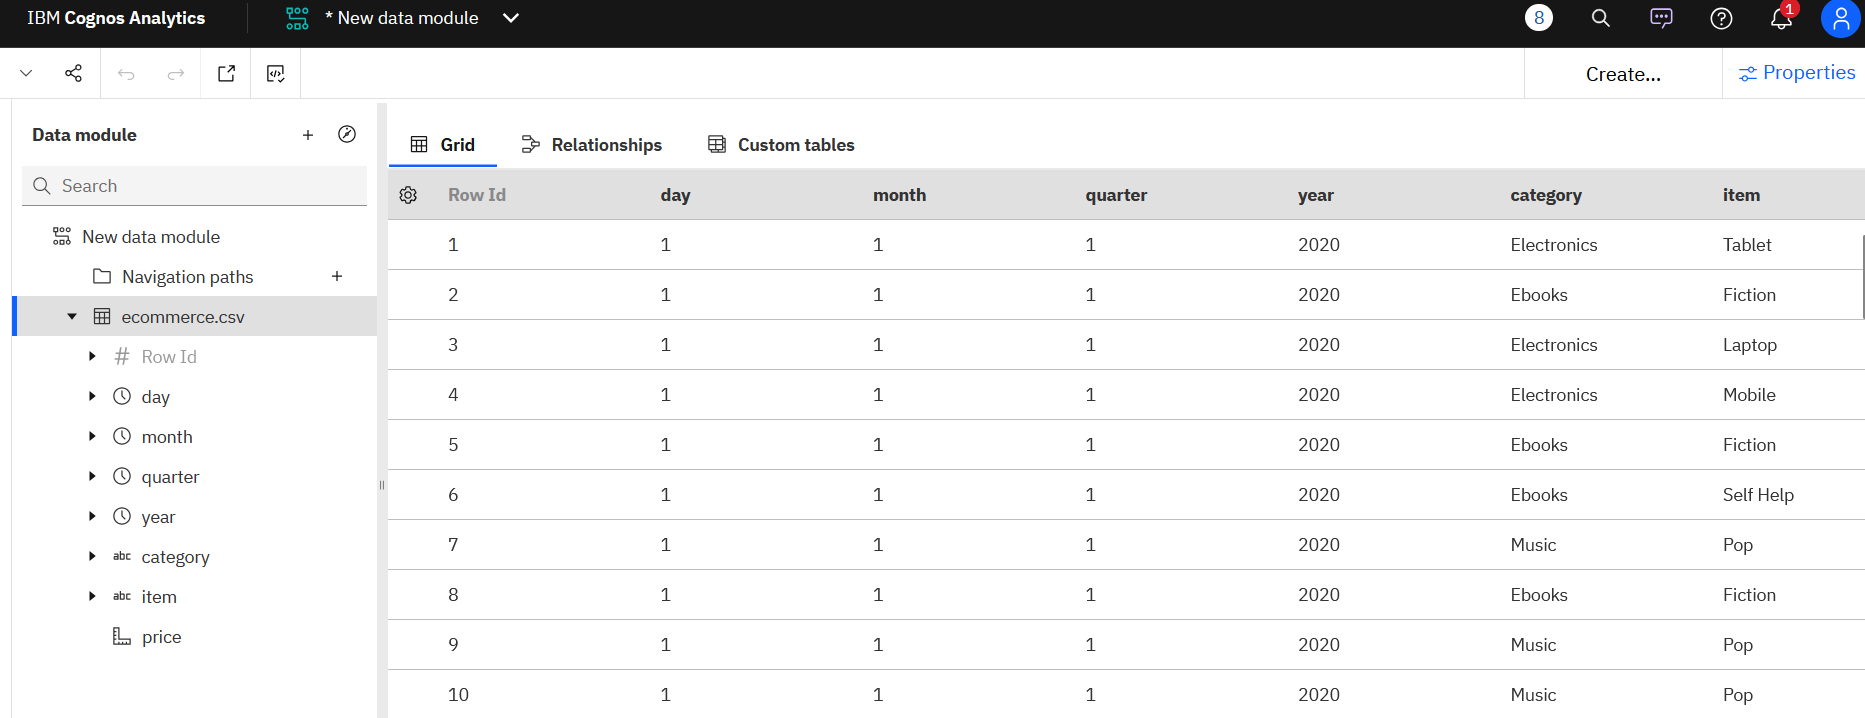 IBM Cognos Analytics
* New data module
8
1
Create...
Properties
Data module
Search
New data module
Navigation paths
ecommerce.csv
Row Id
day
month
quarter
year
abc category
abc item
price
Grid
Relationships
Custom tables
Row Id day month quarter year category item
1 1 1 1 2020 Electronics Tablet
2 1 1 1 2020 Ebooks Fiction
3 1 1 1 2020 Electronics Laptop
4 1 1 1 2020 Electronics Mobile
5 1 1 1 2020 Ebooks Fiction
6 1 1 1 2020 Ebooks Self Help
7 1 1 1 2020 Music Pop
8 1 1 1 2020 Ebooks Fiction
9 1 1 1 2020 Music Pop
10 1 1 1 2020 Music Pop